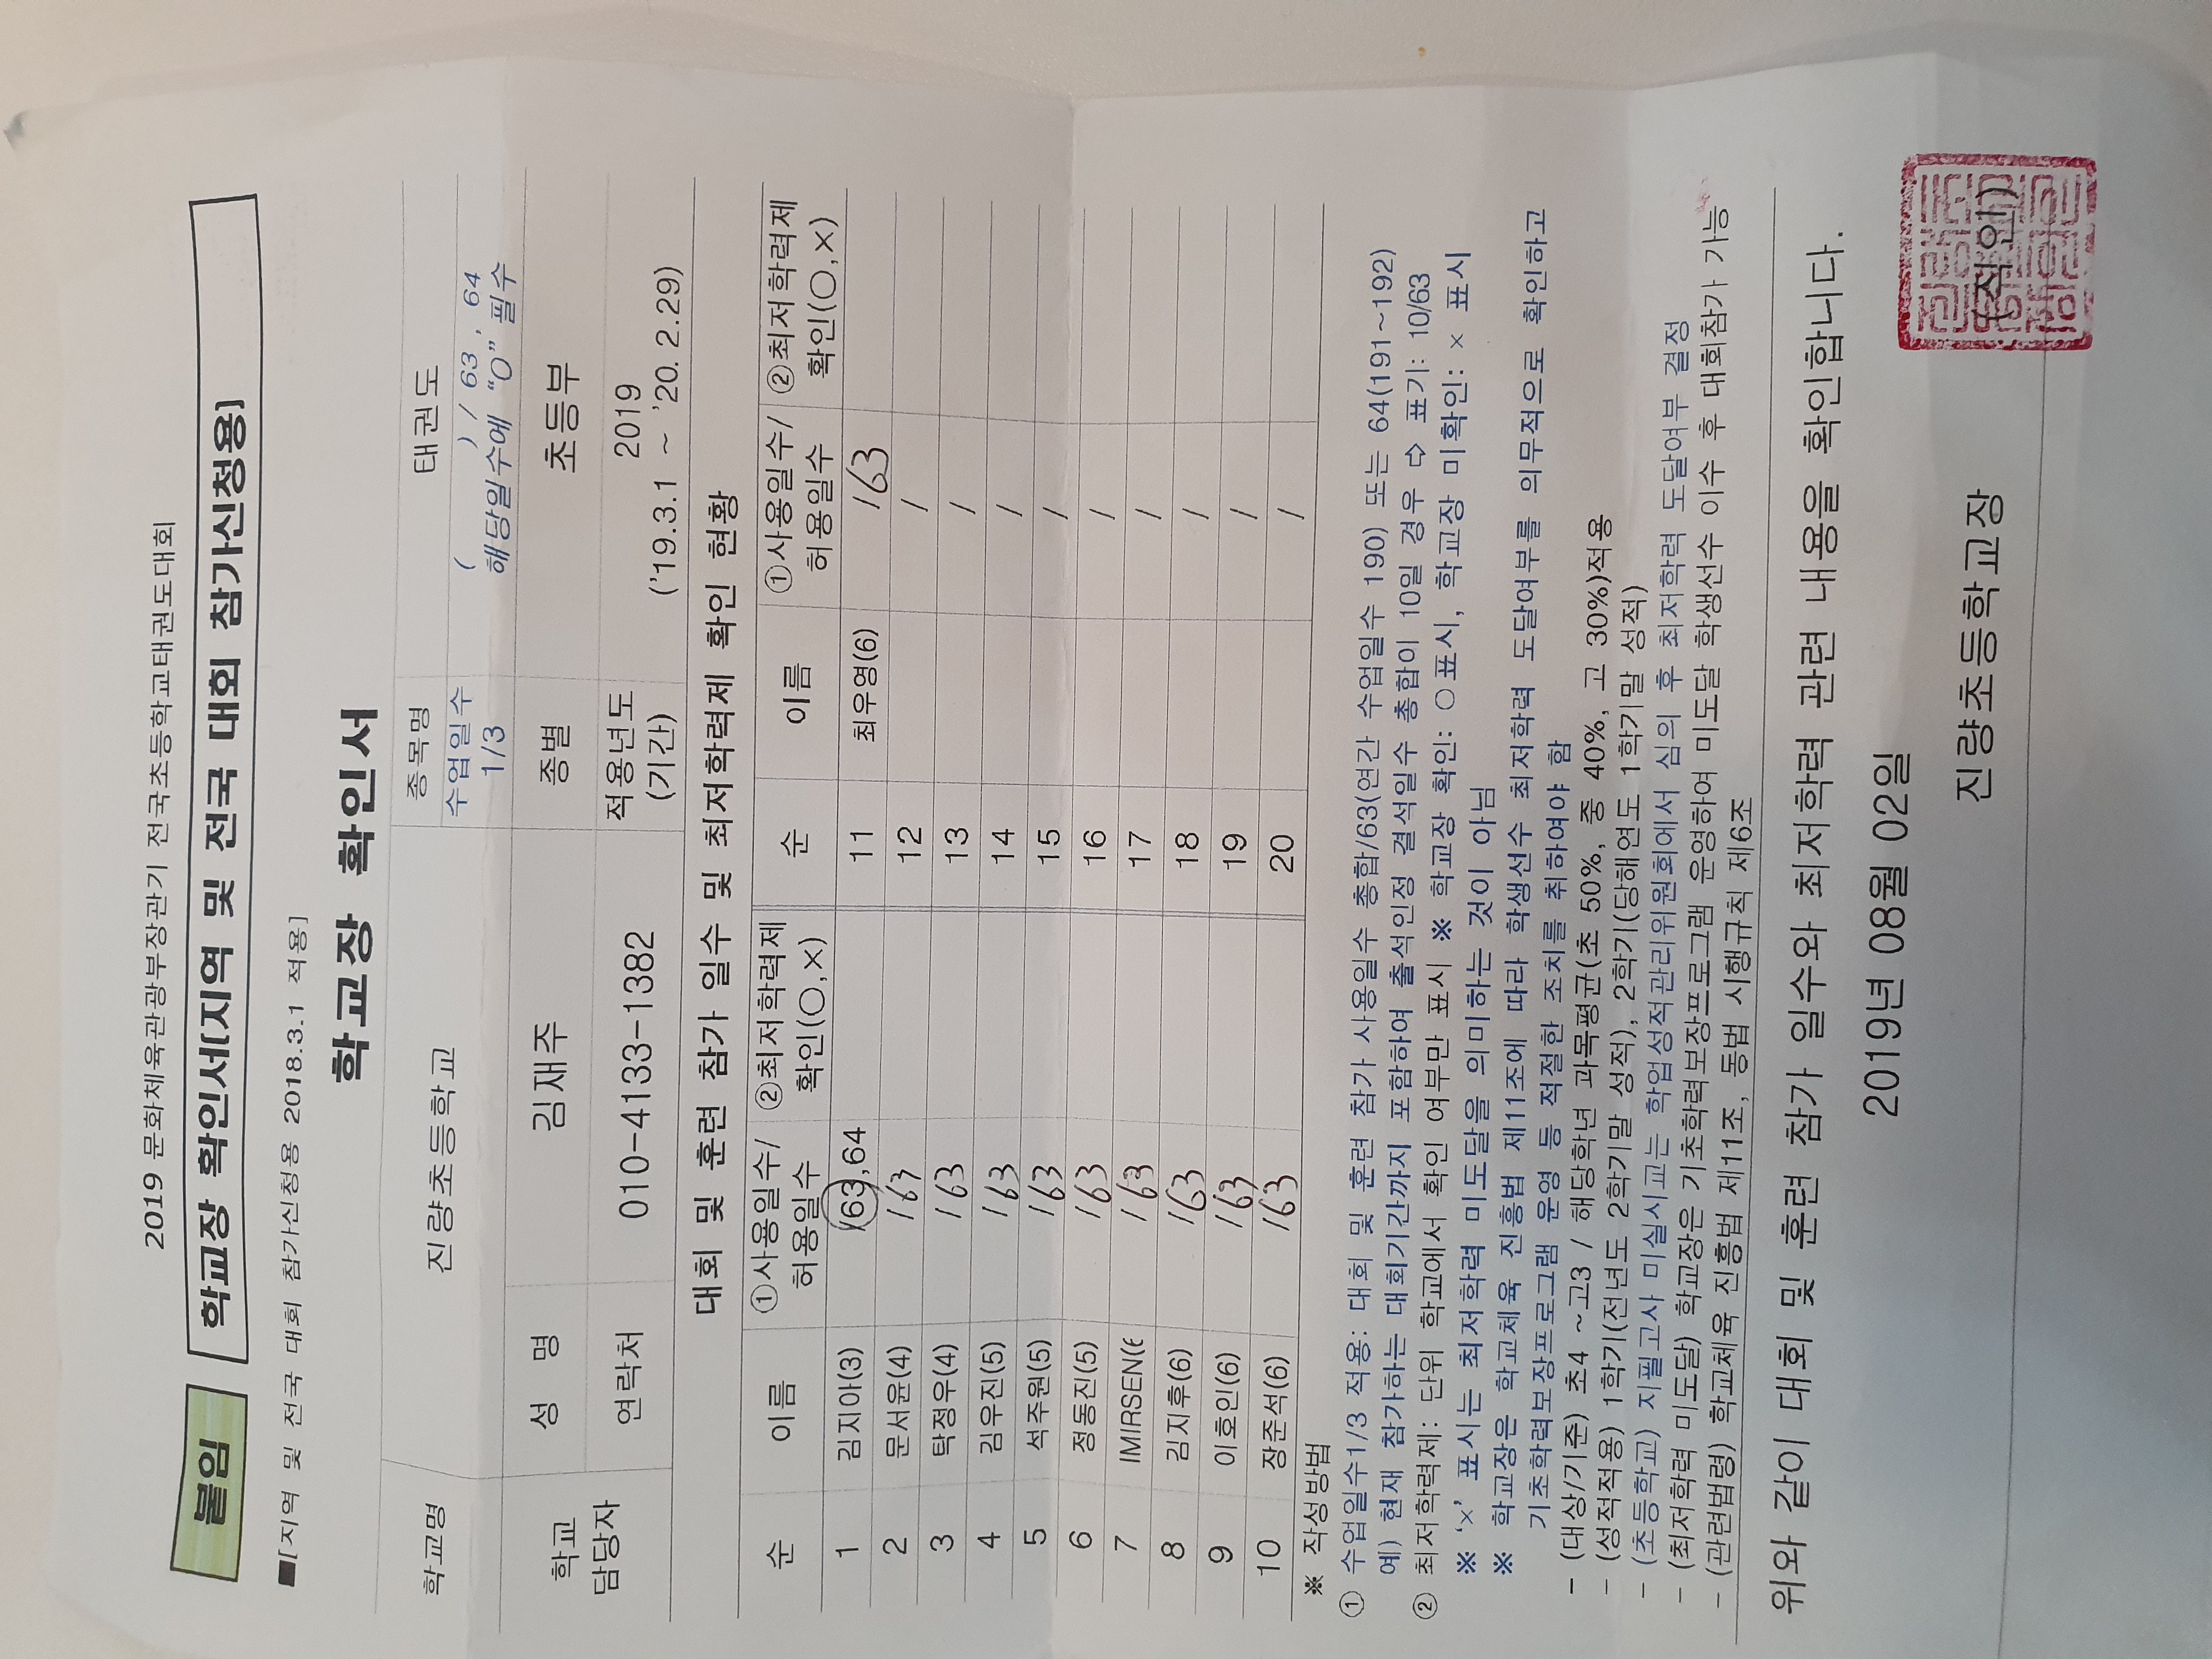 2019 문화체육관광부장관기 전국초등학교태권도대회
붙임 학교장 확인서[지역 및 전국 대회 참가신청용]
■[지역 및 전국 대회 참가신청용 2018.3.1 적용]
학교장 확인서
학교명 진량초등학교 종목명 태권도
수업일수 1/3 ( ) / 63, 64
해당일수에 “O” 필수
학교 담당자 성 명 김재주 종별 초등부
연락처 010-4133-1382 적용년도 (기간) 2019
('19.3.1 ~ '20. 2.29)
대회 및 훈련 참가 일수 및 최저학력제 확인 현황
순 이름 ①사용일수/허용일수 ②최저학력제 확인(○,×) 순 이름 ①사용일수/허용일수 ②최저학력제 확인(○,×)
1 김지아(3) /63,64 11 최우영(6) /63
2 문서윤(4) /63 12 /
3 탁정우(4) /63 13 /
4 김우진(5) /63 14 /
5 석주원(5) /63 15 /
6 정동진(5) /63 16 /
7 IMIRSEN(6 /63 17 /
8 김지후(6) /63 18 /
9 이호인(6) /63 19 /
10 장준석(6) /63 20 /
※ 작성방법
① 수업일수1/3 적용: 대회 및 훈련 참가 사용일수 총합/63(연간 수업일수 190) 또는 64(191~192)
예) 현재 참가하는 대회기간까지 포함하여 출석인정 결석일수 총합이 10일 경우 ⇨ 표기: 10/63
② 최저학력제: 단위 학교에서 확인 여부만 표시 ※ 학교장 확인: ○표시, 학교장 미확인: × 표시
※ ‘×’ 표시는 최저학력 미도달을 의미하는 것이 아님
※ 학교장은 학교체육 진흥법 제11조에 따라 학생선수 최저학력 도달여부를 의무적으로 확인하고
기초학력보장프로그램 운영 등 적절한 조치를 취하여야 함
- (대상/기준) 초4 ~고3 / 해당학년 과목평균(초 50%, 중 40%, 고 30%)적용
- (성적적용) 1학기(전년도 2학기말 성적), 2학기(당해연도 1학기말 성적)
- (초등학교) 지필고사 미실시교는 학업성적관리위원회에서 심의 후 최저학력 도달여부 결정
- (최저학력 미도달) 학교장은 기초학력보장프로그램 운영하여 미도달 학생선수 이수 후 대회참가 가능
- (관련법령) 학교체육 진흥법 제11조, 동법 시행규칙 제6조
위와 같이 대회 및 훈련 참가 일수와 최저학력 관련 내용을 확인합니다.
2019년 08월 02일
진량초등학교장 (직인)